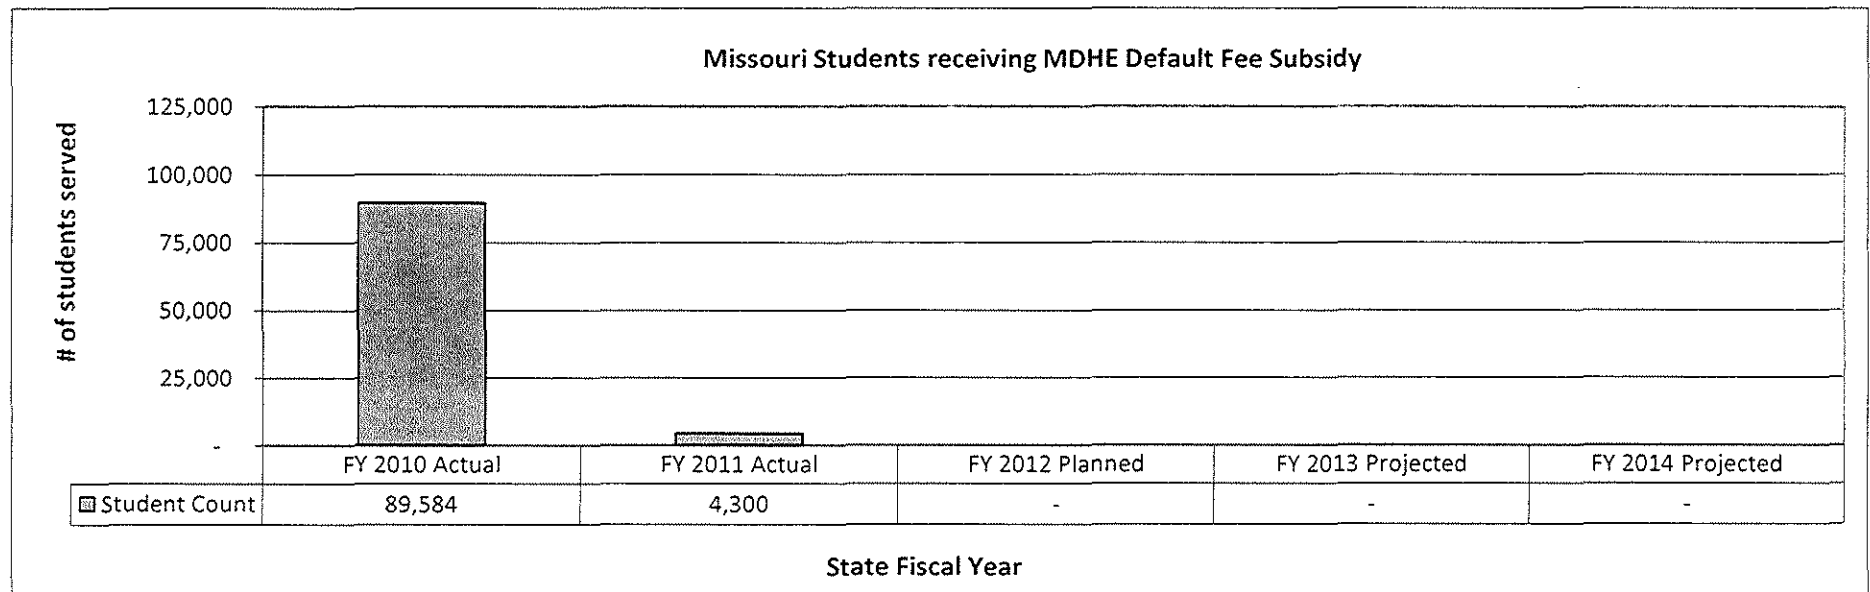 Missouri Students receiving MDHE Default Fee Subsidy
# of students served
125,000
100,000
75,000
50,000
25,000
-
FY 2010 Actual FY 2011 Actual FY 2012 Planned FY 2013 Projected FY 2014 Projected
Student Count 89,584 4,300 - - -
State Fiscal Year